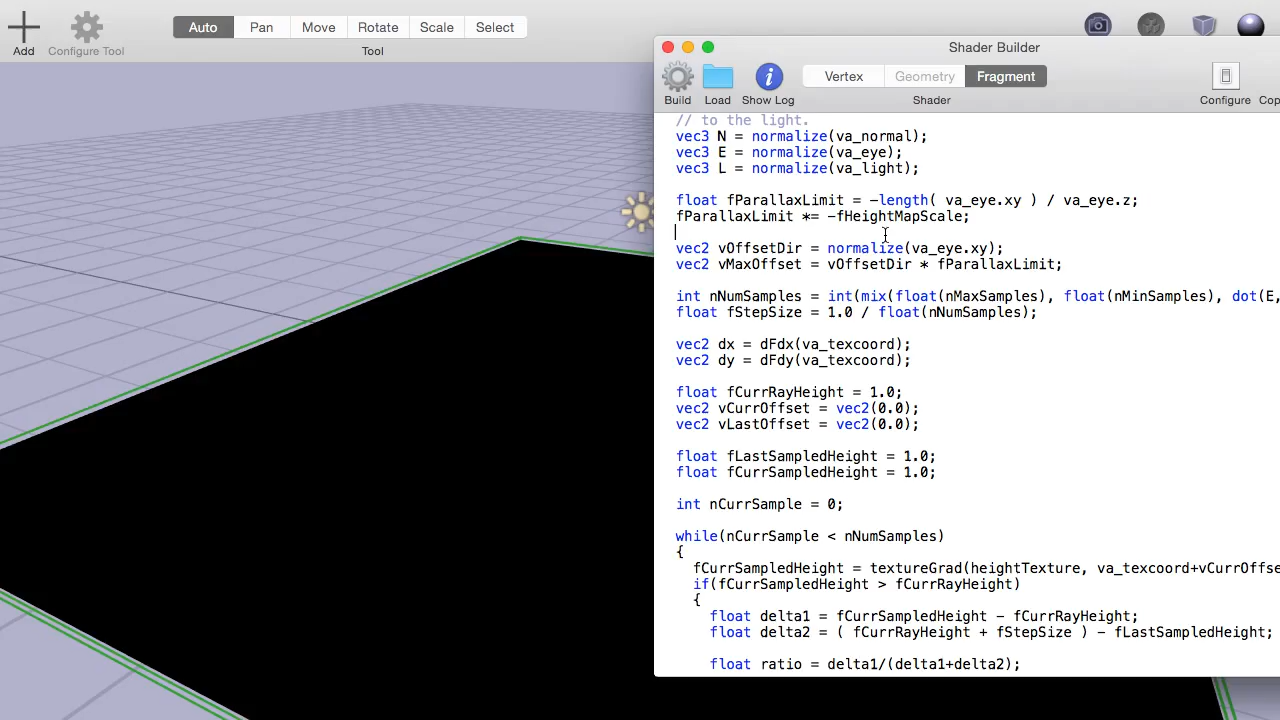 Add
Configure Tool
Auto
Pan
Move
Rotate
Scale
Select
Tool
Shader Builder
Build
Load
Show Log
Vertex
Geometry
Fragment
Shader
Configure
Cop
// to the light.
vec3 N = normalize(va_normal);
vec3 E = normalize(va_eye);
vec3 L = normalize(va_light);
float fParallaxLimit = -length( va_eye.xy ) / va_eye.z;
fParallaxLimit *= -fHeightMapScale;
vec2 vOffsetDir = normalize(va_eye.xy);
vec2 vMaxOffset = vOffsetDir * fParallaxLimit;
int nNumSamples = int(mix(float(nMaxSamples), float(nMinSamples), dot(E,
float fStepSize = 1.0 / float(nNumSamples);
vec2 dx = dFdx(va_texcoord);
vec2 dy = dFdy(va_texcoord);
float fCurrRayHeight = 1.0;
vec2 vCurrOffset = vec2(0.0);
vec2 vLastOffset = vec2(0.0);
float fLastSampledHeight = 1.0;
float fCurrSampledHeight = 1.0;
int nCurrSample = 0;
while(nCurrSample < nNumSamples)
{
fCurrSampledHeight = textureGrad(heightTexture, va_texcoord+vCurrOffse
if(fCurrSampledHeight > fCurrRayHeight)
{
float delta1 = fCurrSampledHeight - fCurrRayHeight;
float delta2 = ( fCurrRayHeight + fStepSize ) - fLastSampledHeight;
float ratio = delta1/(delta1+delta2);